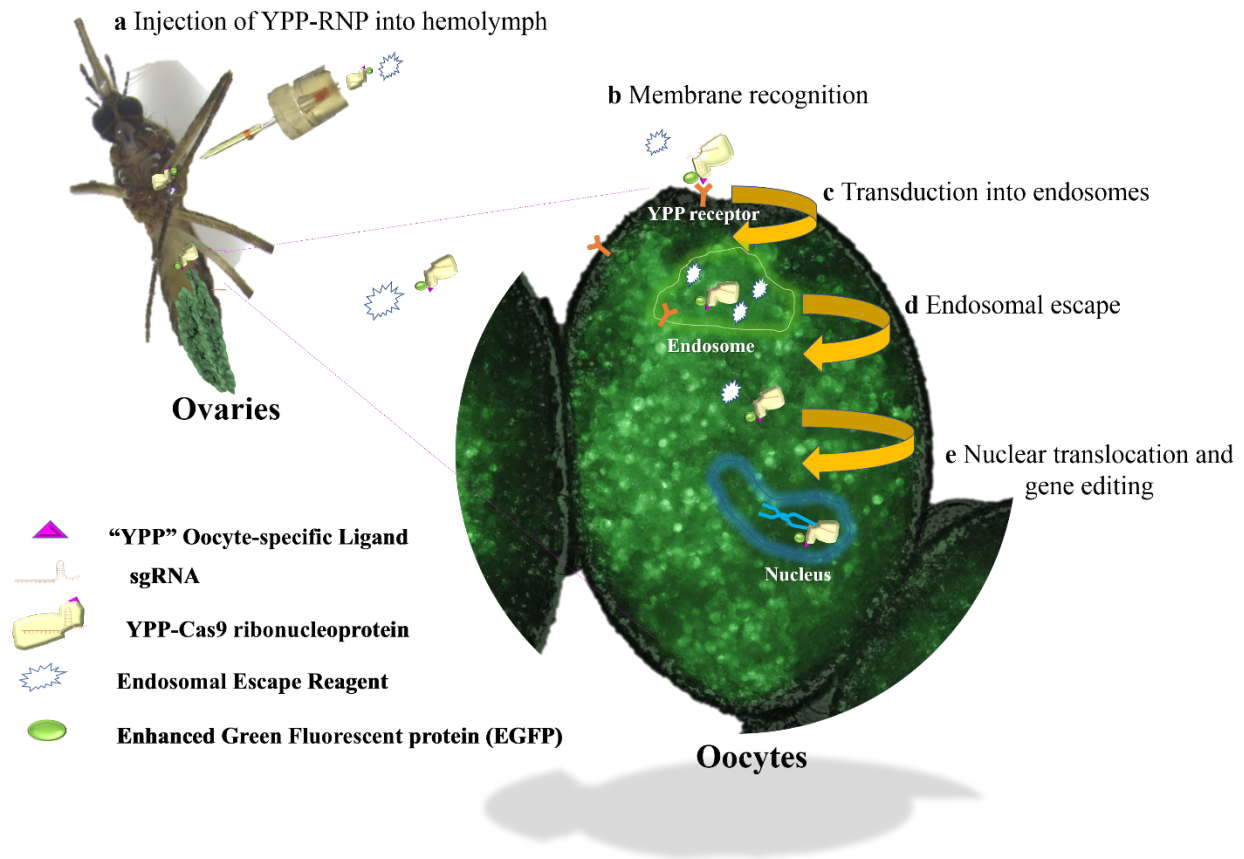 a Injection of YPP-RNP into hemolymph
b Membrane recognition
c Transduction into endosomes
YPP receptor
d Endosomal escape
Endosome
Ovaries
e Nuclear translocation and
gene editing
Nucleus
“YPP” Oocyte-specific Ligand
sgRNA
YPP-Cas9 ribonucleoprotein
Endosomal Escape Reagent
Enhanced Green Fluorescent protein (EGFP)
Oocytes